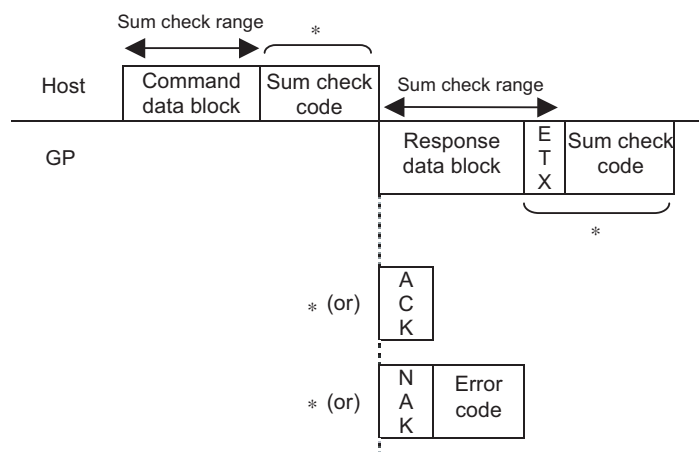 Sum check range
*
Host
Command
data block
Sum check
code
Sum check range
GP
Response
data block
E
T
X
Sum check
code
*
* (or)
A
C
K
* (or)
N
A
K
Error
code